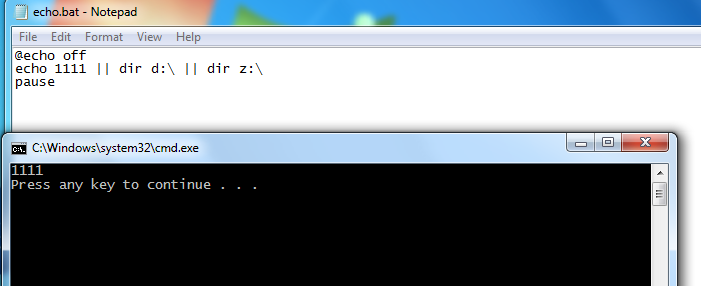 echo.bat - Notepad
File Edit Format View Help
@echo off
echo 1111 || dir d:\ || dir z:\
pause
C:\Windows\system32\cmd.exe
1111
Press any key to continue . . .